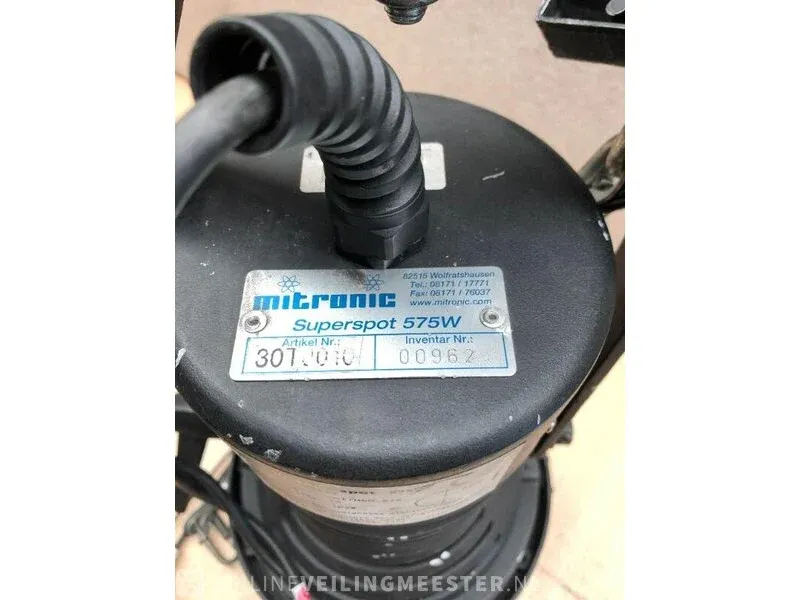 mitronic
82515 Wolfratshausen
Tel.: 08171 / 17771
Fax: 08171 / 76037
www.mitronic.com
Superspot 575W
Artikel Nr.:
Inventar Nr.:
00962
spot
LINEVEILINGMEESTER.N